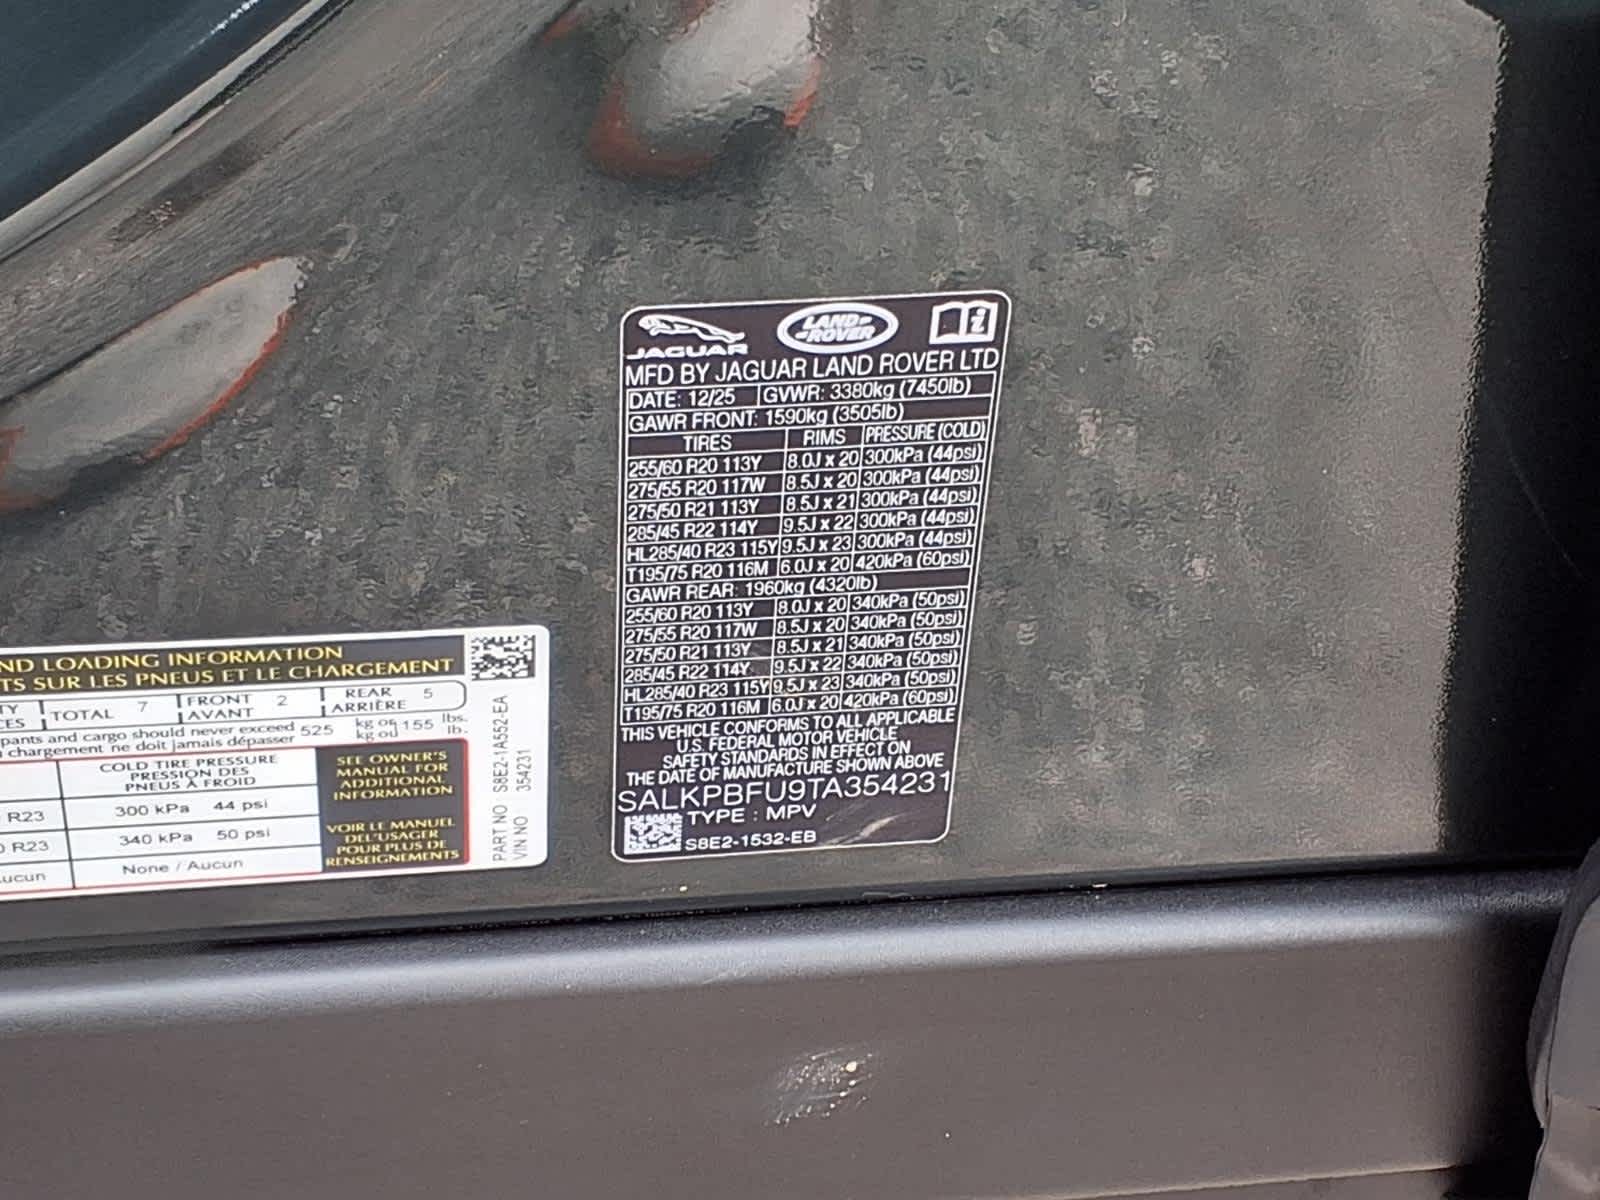 ND LOADING INFORMATION
TS SUR LES PNEUS ET LE CHARGEMENT
TOTAL 7
FRONT 2
AVANT
REAR 5
ARRIÈRE
pants and cargo should never exceed
chargement ne doit jamais dépasser
525 kg or 155 lbs.
kg ou lb.
COLD TIRE PRESSURE
PRESSION DES
PNEUS À FROID
R23
300 kPa 44 psi
R23
340 kPa 50 psi
None / Aucun
SEE OWNER'S
MANUAL FOR
ADDITIONAL
INFORMATION
VOIR LE MANUEL
DE L'USAGER
POUR PLUS DE
RENSEIGNEMENTS
PART NO : S8E2-1A552-EA
VIN NO : 354231
JAGUAR
LAND-
-ROVER
i
MFD BY JAGUAR LAND ROVER LTD
DATE: 12/25 GVWR: 3380kg (7450lb)
GAWR FRONT: 1590kg (3505lb)
TIRES RIMS PRESSURE (COLD)
255/60 R20 113Y 8.0J x 20 300kPa (44psi)
275/55 R20 117W 8.5J x 20 300kPa (44psi)
275/50 R21 113Y 8.5J x 21 300kPa (44psi)
285/45 R22 114Y 9.5J x 22 300kPa (44psi)
HL285/40 R23 115Y 9.5J x 23 300kPa (44psi)
T195/75 R20 116M 6.0J x 20 420kPa (60psi)
GAWR REAR: 1960kg (4320lb)
255/60 R20 113Y 8.0J x 20 340kPa (50psi)
275/55 R20 117W 8.5J x 20 340kPa (50psi)
275/50 R21 113Y 8.5J x 21 340kPa (50psi)
285/45 R22 114Y 9.5J x 22 340kPa (50psi)
HL285/40 R23 115Y 9.5J x 23 340kPa (50psi)
T195/75 R20 116M 6.0J x 20 420kPa (60psi)
THIS VEHICLE CONFORMS TO ALL APPLICABLE
U.S. FEDERAL MOTOR VEHICLE
SAFETY STANDARDS IN EFFECT ON
THE DATE OF MANUFACTURE SHOWN ABOVE
SALKPBFU9TA354231
TYPE : MPV
S8E2-1532-EB